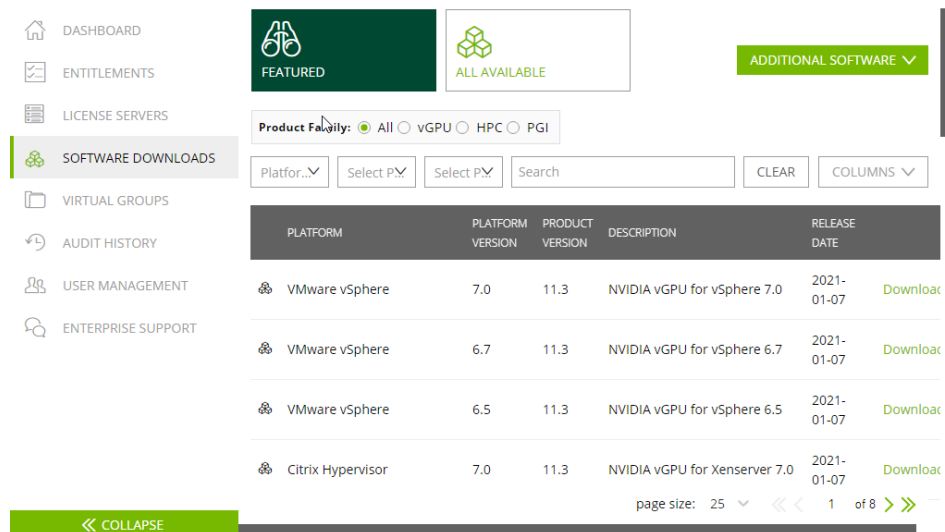 DASHBOARD
ENTITLEMENTS
LICENSE SERVERS
SOFTWARE DOWNLOADS
VIRTUAL GROUPS
AUDIT HISTORY
USER MANAGEMENT
ENTERPRISE SUPPORT
COLLAPSE
FEATURED
ALL AVAILABLE
ADDITIONAL SOFTWARE
Product Family: All vGPU HPC PGI
Platfor... Select P... Select P... Search CLEAR COLUMNS
PLATFORM PLATFORM VERSION PRODUCT VERSION DESCRIPTION RELEASE DATE
VMware vSphere 7.0 11.3 NVIDIA vGPU for vSphere 7.0 2021-01-07 Download
VMware vSphere 6.7 11.3 NVIDIA vGPU for vSphere 6.7 2021-01-07 Download
VMware vSphere 6.5 11.3 NVIDIA vGPU for vSphere 6.5 2021-01-07 Download
Citrix Hypervisor 7.0 11.3 NVIDIA vGPU for Xenserver 7.0 2021-01-07 Download
page size: 25 1 of 8